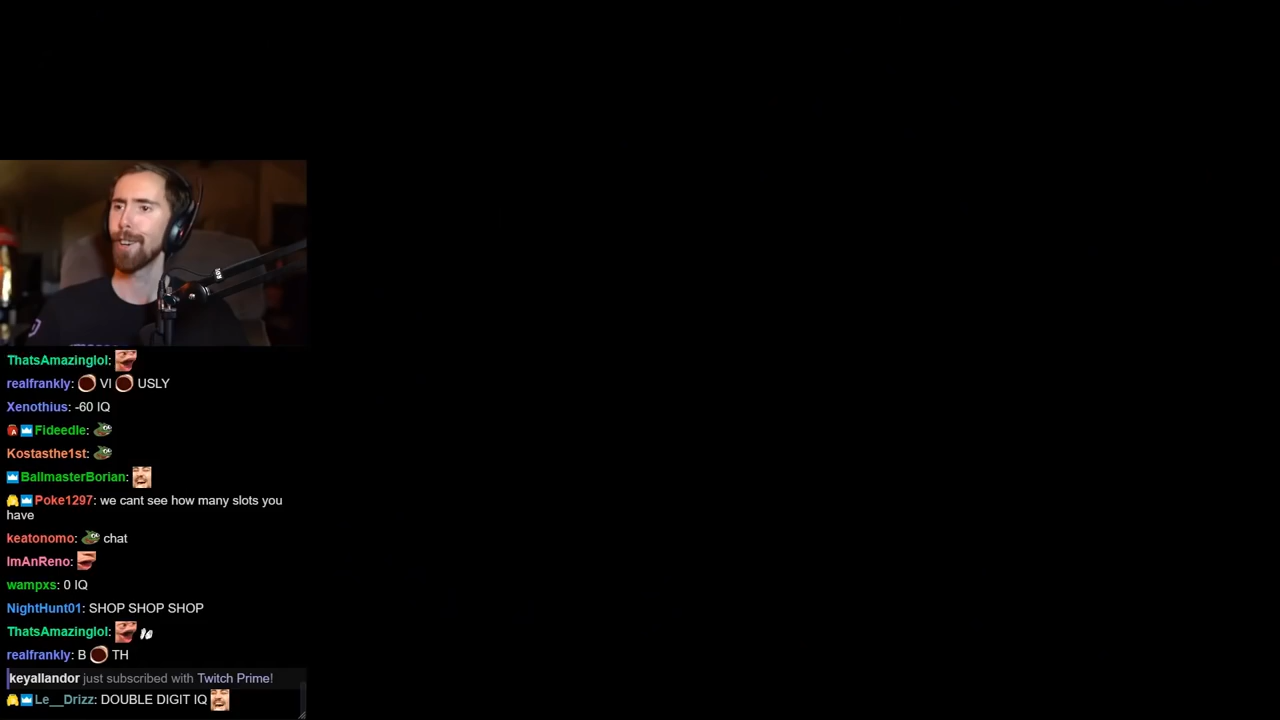 ThatsAmazinglol:
realfrankly: VI USLY
Xenothius: -60 IQ
Fideedle:
Kostasthe1st:
BallmasterBorian:
Poke1297: we cant see how many slots you
have
keatonomo: chat
ImAnReno:
wampxs: 0 IQ
NightHunt01: SHOP SHOP SHOP
ThatsAmazinglol:
realfrankly: B TH
keyallandor just subscribed with Twitch Prime!
Le__Drizz: DOUBLE DIGIT IQ